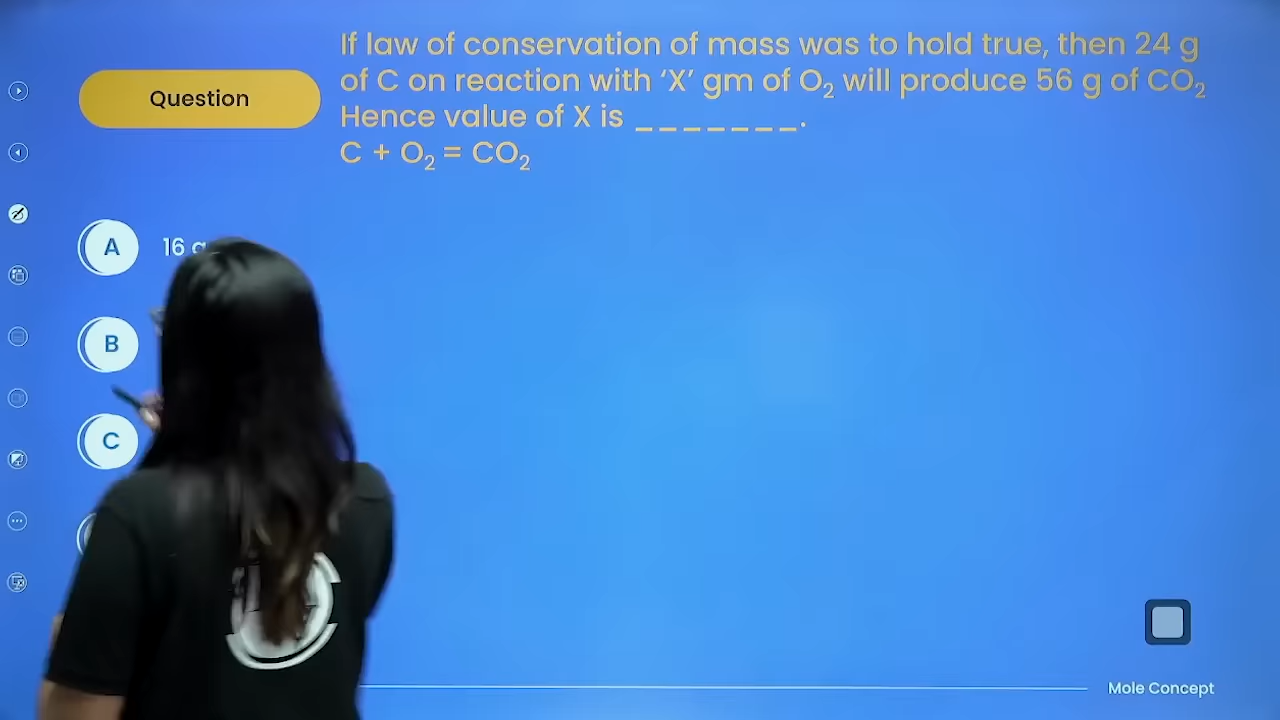 If law of conservation of mass was to hold true, then 24 g
of C on reaction with ‘X’ gm of O₂ will produce 56 g of CO₂
Question
Hence value of X is _______.
C + O₂ = CO₂
A 16
B
C
Mole Concept